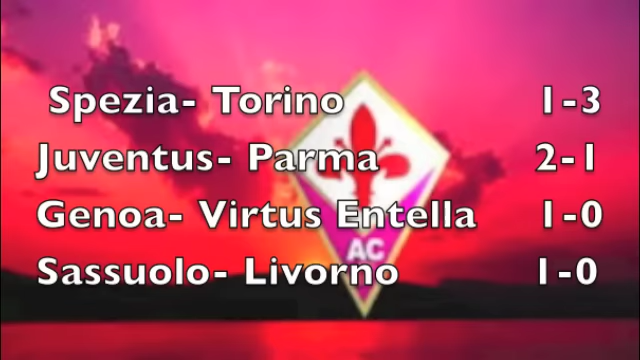 Spezia- Torino 1-3
Juventus- Parma 2-1
Genoa- Virtus Entella 1-0
Sassuolo- Livorno 1-0
AC